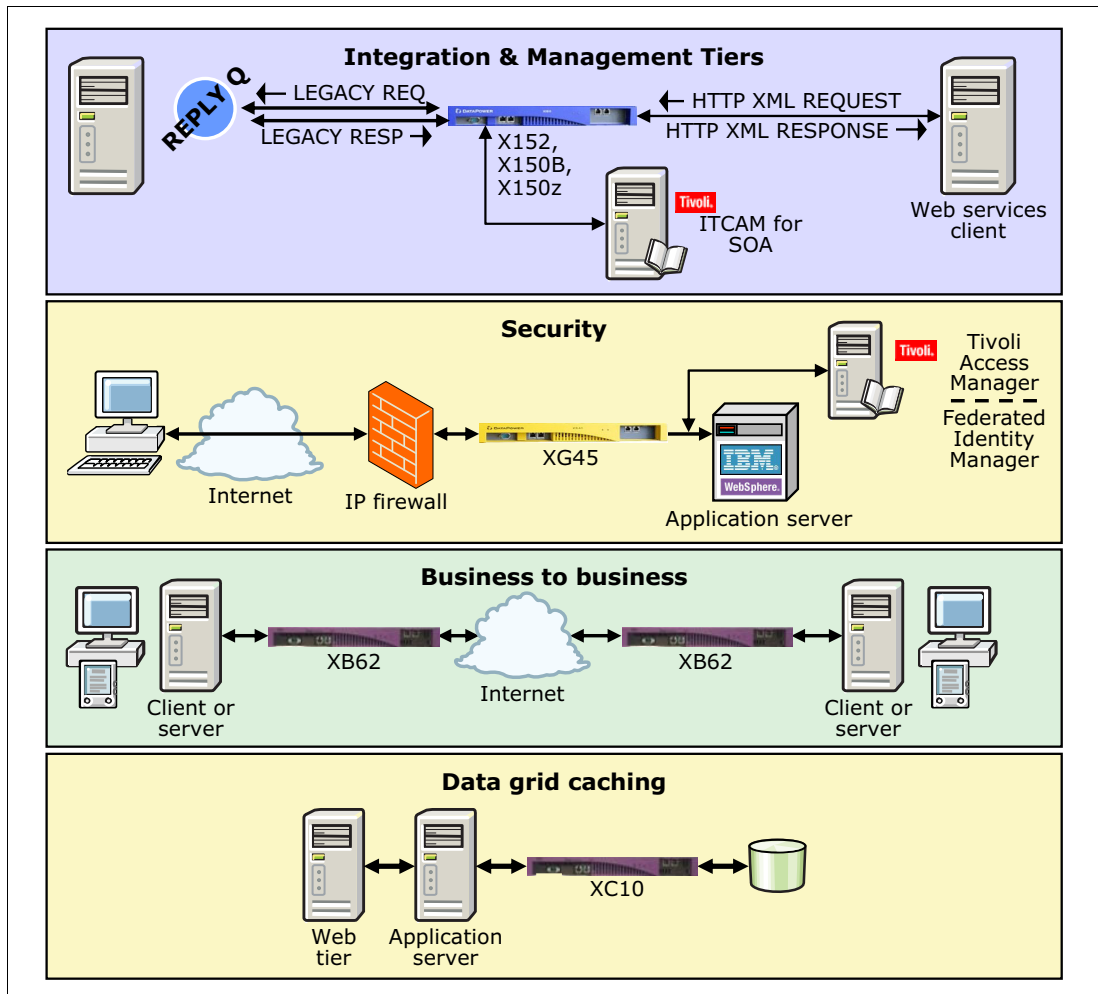 Integration & Management Tiers
REPLY Q
LEGACY REQ
LEGACY RESP
DATAPOWER
HTTP XML REQUEST
HTTP XML RESPONSE
X152,
X150B,
X150z
Tivoli.
ITCAM for
SOA
Web services
client
Security
Internet
IP firewall
DATAPOWER
XG45
IBM.
WebSphere.
Application server
Tivoli.
Tivoli
Access
Manager
Federated
Identity
Manager
Business to business
Client or
server
XB62
Internet
XB62
Client or
server
Data grid caching
Web
tier
Application
server
XC10